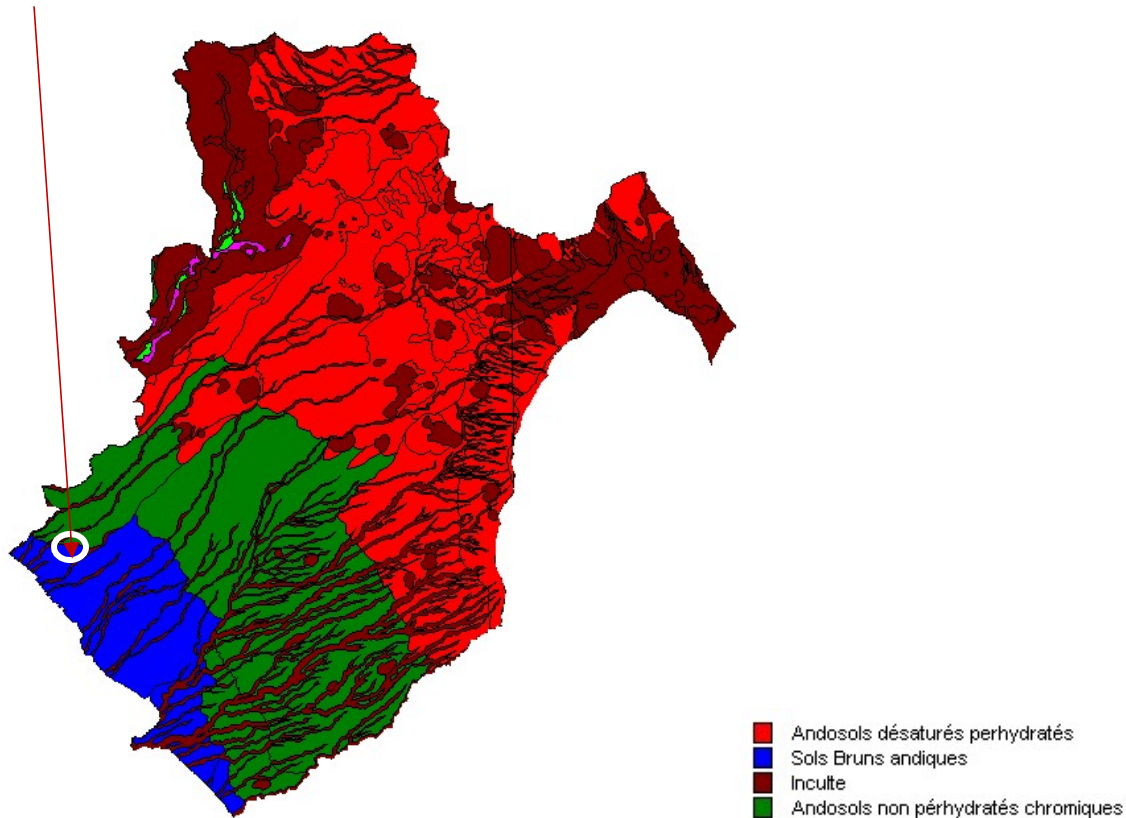 Andosols désaturés perhydratés
Sols Bruns andiques
Inculte
Andosols non pérhydratés chromiques